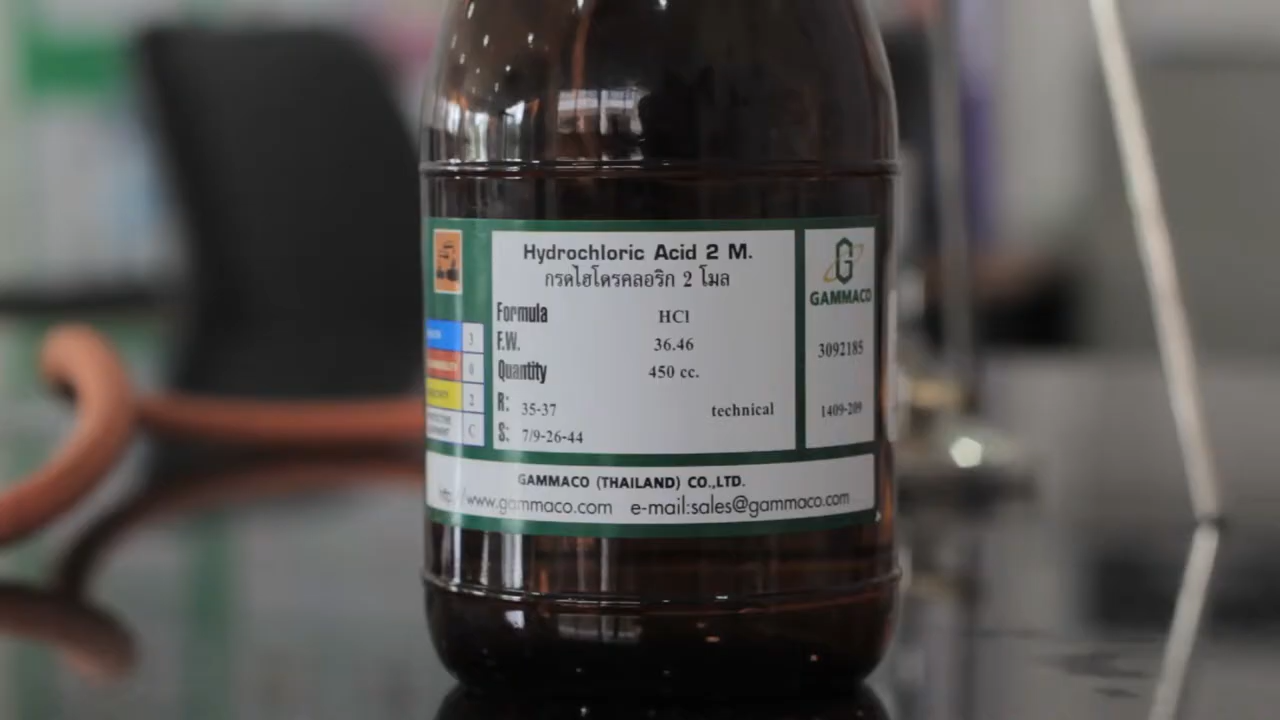 Hydrochloric Acid 2 M.
กรดไฮโดรคลอริก 2 โมล
Formula HCl
F.W. 36.46
Quantity 450 cc.
R: 35-37 technical
S: 7/9-26-44
3
0
2
C
G
GAMMACO
3092185
1409-209
GAMMACO (THAILAND) CO.,LTD.
http://www.gammaco.com e-mail:sales@gammaco.com